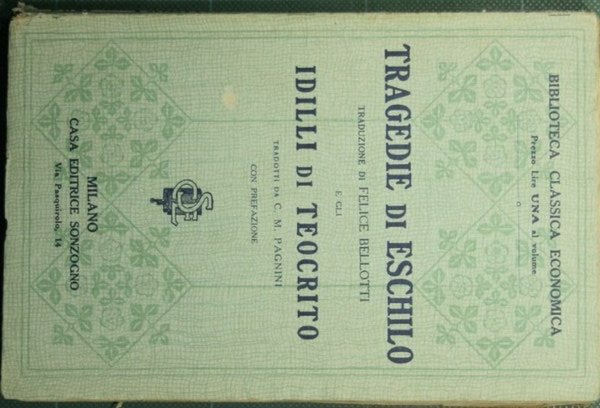 BIBLIOTECA CLASSICA ECONOMICA
Prezzo Lire UNA al volume
TRAGEDIE DI ESCHILO
TRADUZIONE DI FELICE BELLOTTI
E GLI
IDILLI DI TEOCRITO
TRADOTTI DA C. M. PAGNINI
CON PREFAZIONE
MILANO
CASA EDITRICE SONZOGNO
Via Pasquirolo, 14